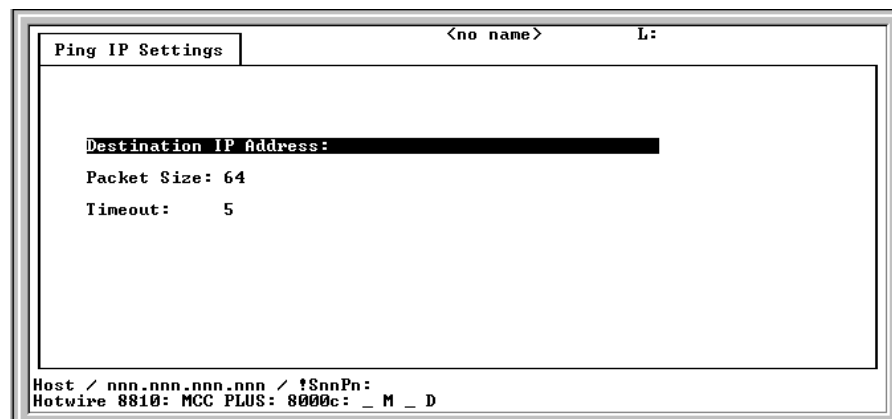 <no name> L:
Ping IP Settings
Destination IP Address:
Packet Size: 64
Timeout: 5
Host / nnn.nnn.nnn.nnn / !SnnPn:
Hotwire 8810: MCC PLUS: 8000c: _ M _ D